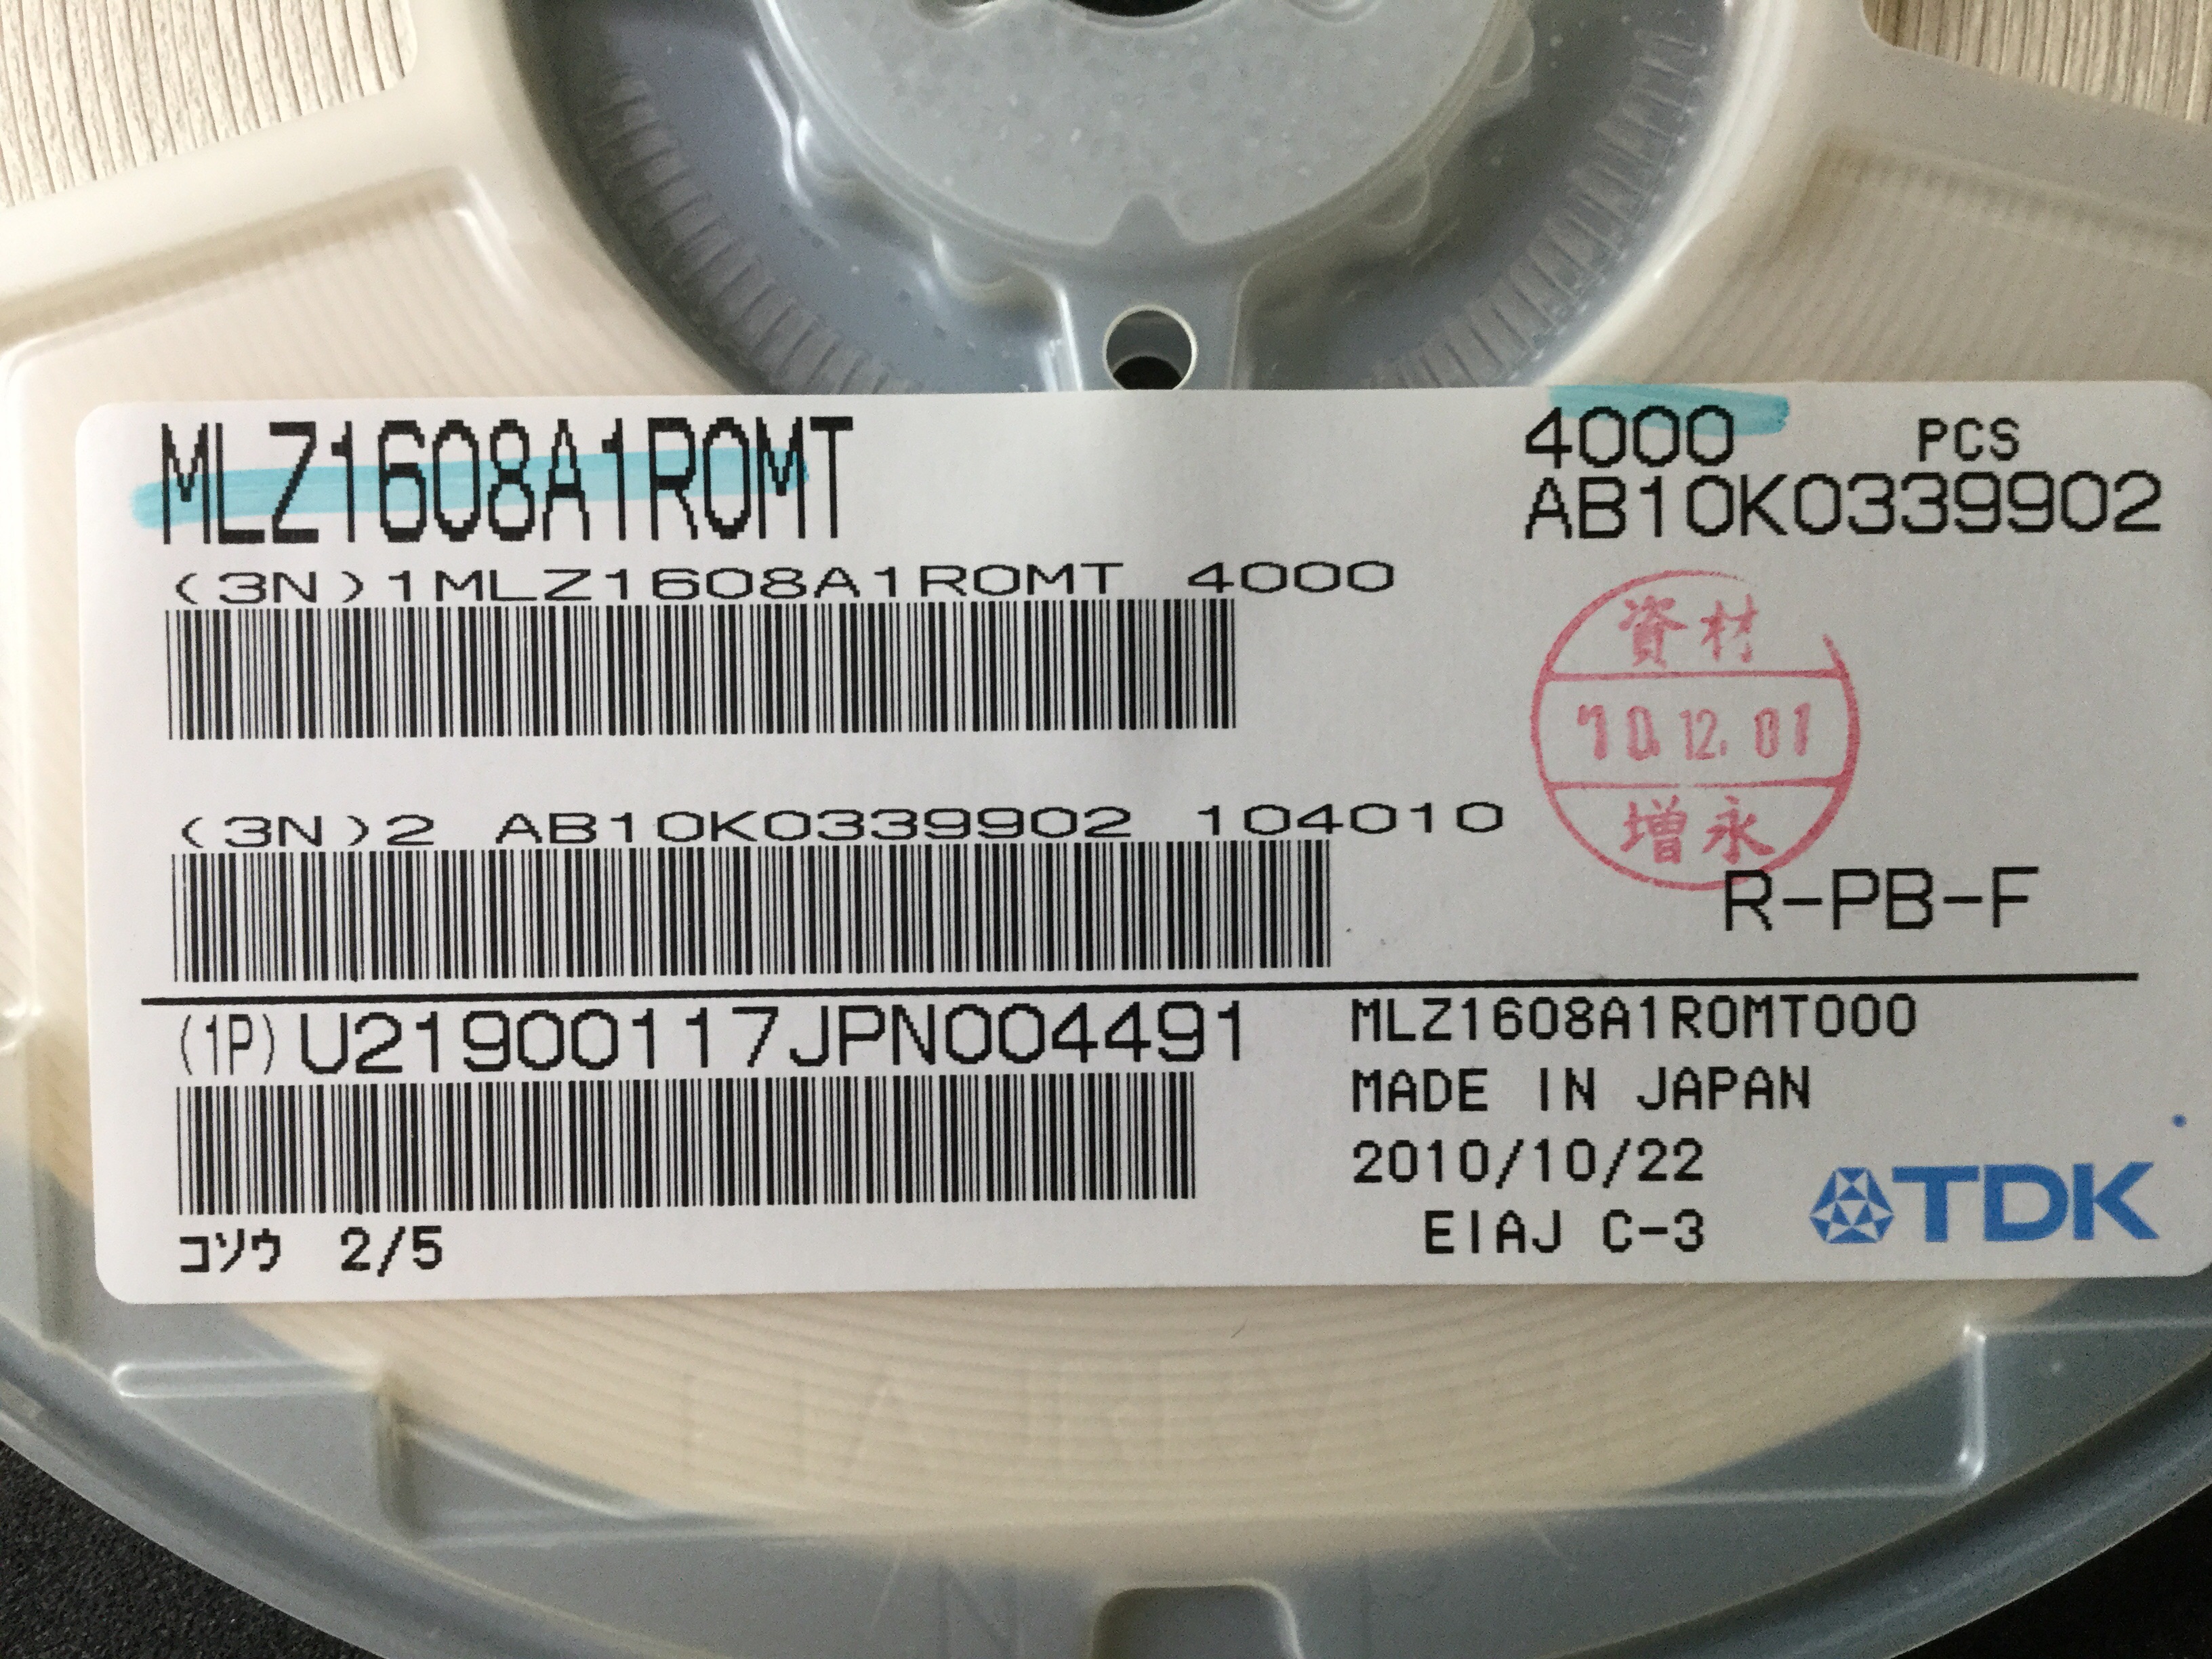 MLZ1608A1R0MT
4000 PCS
AB10K0339902
(3N)1MLZ1608A1R0MT 4000
資材
10.12.01
増永
(3N)2 AB10K0339902 104010
R-PB-F
(1P)U21900117JPN004491
MLZ1608A1R0MT000
MADE IN JAPAN
2010/10/22
EIAJ C-3
TDK
コソウ 2/5